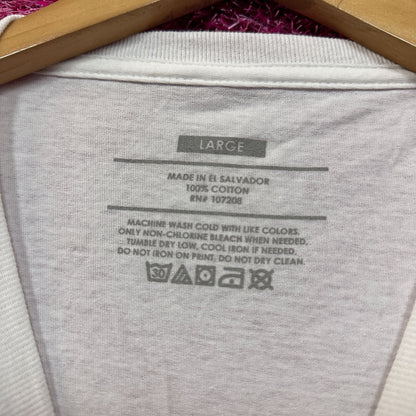 LARGE
MADE IN EL SALVADOR
100% COTTON
RN# 107208
MACHINE WASH COLD WITH LIKE COLORS,
ONLY NON-CHLORINE BLEACH WHEN NEEDED,
TUMBLE DRY LOW, COOL IRON IF NEEDED,
DO NOT IRON ON PRINT, DO NOT DRY CLEAN.
30